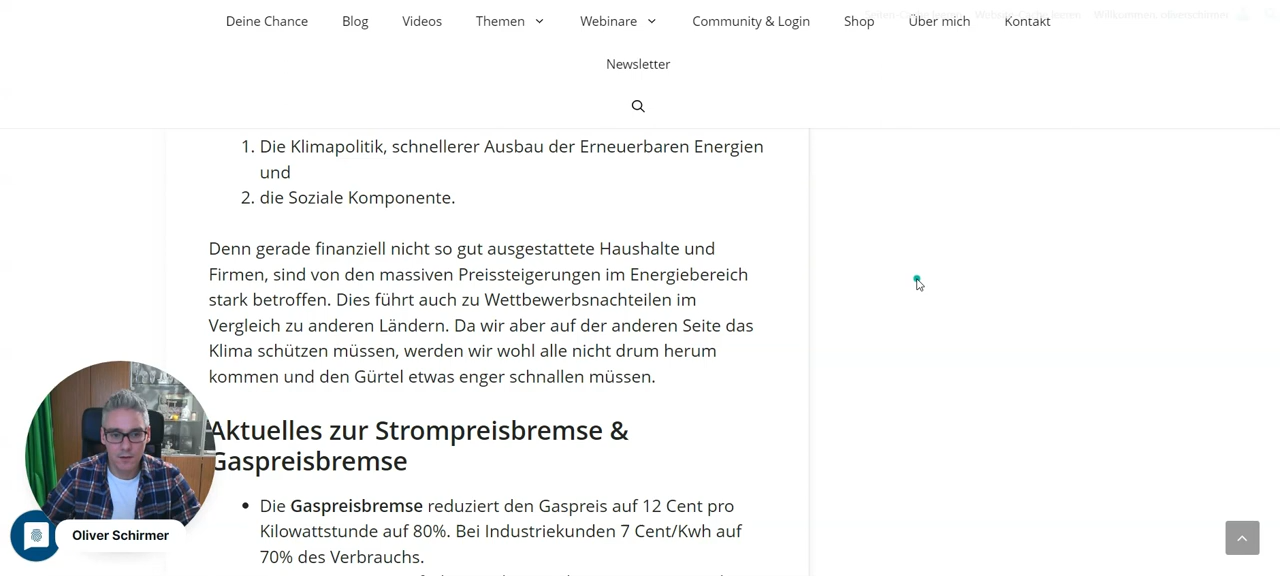 Deine Chance
Blog
Videos
Themen
Webinare
Community & Login
Shop
Über mich
Kontakt
Newsletter
1. Die Klimapolitik, schnellerer Ausbau der Erneuerbaren Energien
und
2. die Soziale Komponente.
Denn gerade finanziell nicht so gut ausgestattete Haushalte und
Firmen, sind von den massiven Preissteigerungen im Energiebereich
stark betroffen. Dies führt auch zu Wettbewerbsnachteilen im
Vergleich zu anderen Ländern. Da wir aber auf der anderen Seite das
Klima schützen müssen, werden wir wohl alle nicht drum herum
kommen und den Gürtel etwas enger schnallen müssen.
Aktuelles zur Strompreisbremse &
Gaspreisbremse
• Die Gaspreisbremse reduziert den Gaspreis auf 12 Cent pro
Kilowattstunde auf 80%. Bei Industriekunden 7 Cent/Kwh auf
70% des Verbrauchs.
Oliver Schirmer